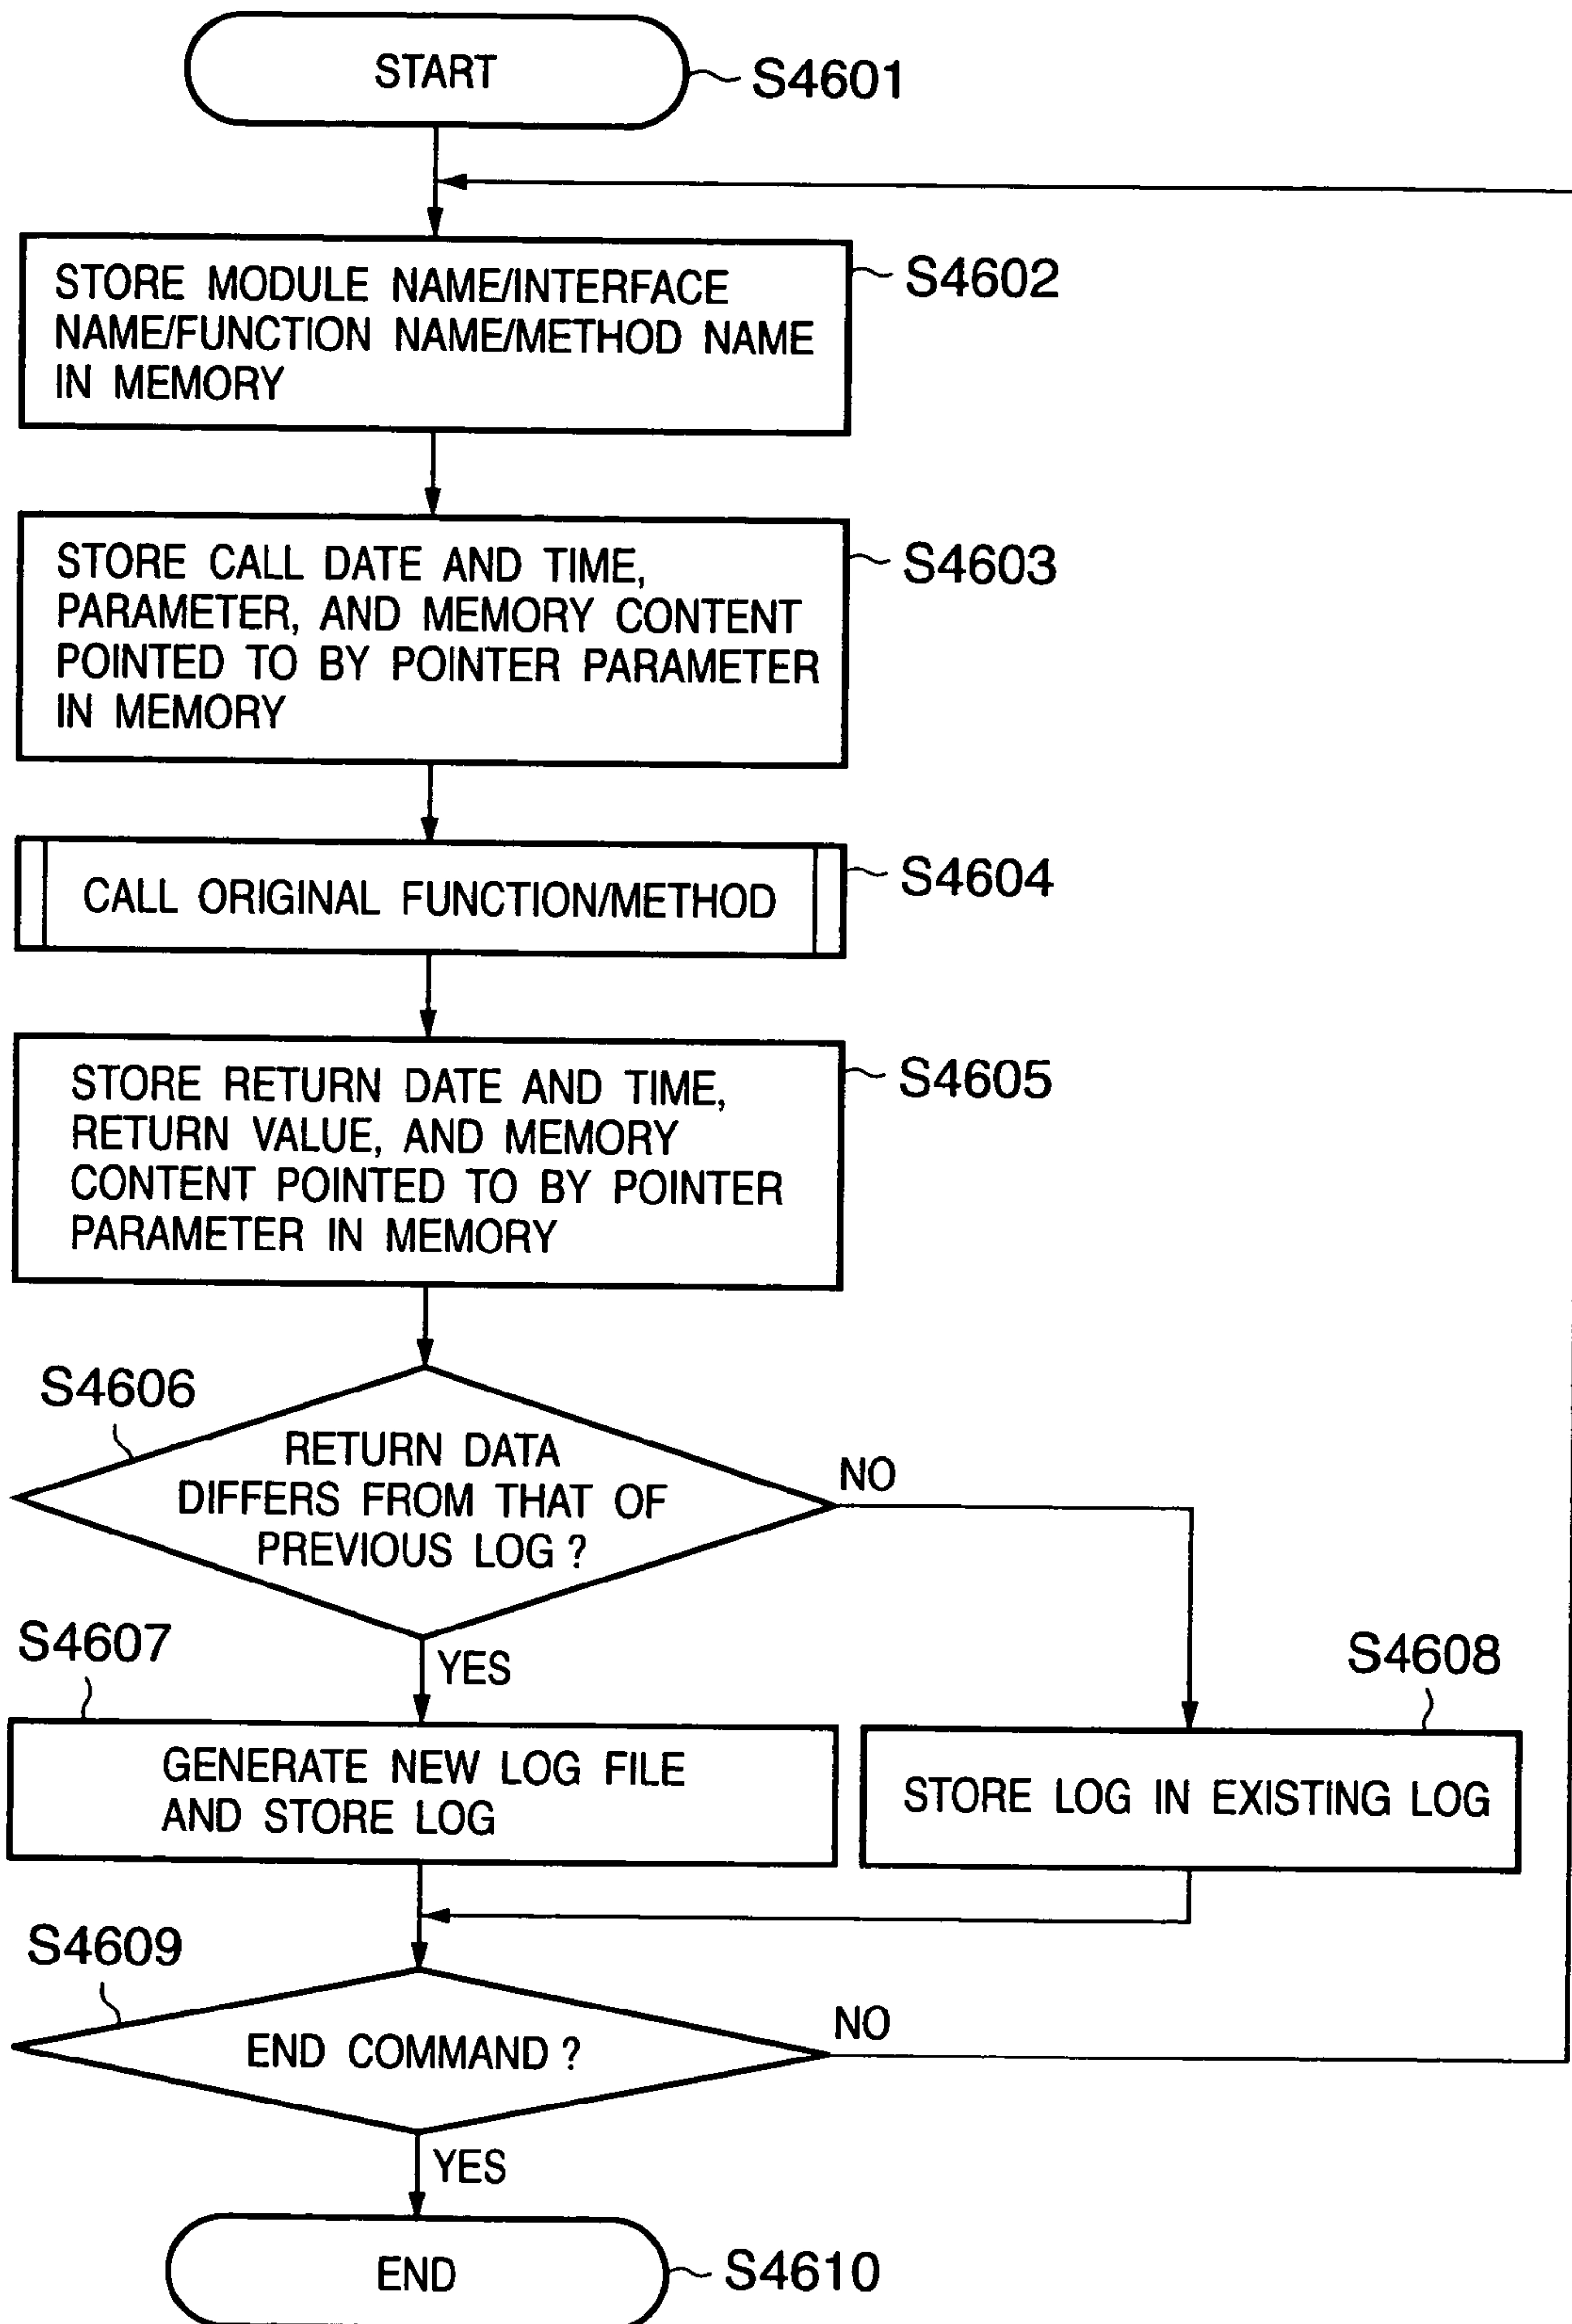 START
S4601
STORE MODULE NAME/INTERFACE
NAME/FUNCTION NAME/METHOD NAME
IN MEMORY
S4602
STORE CALL DATE AND TIME,
PARAMETER, AND MEMORY CONTENT
POINTED TO BY POINTER PARAMETER
IN MEMORY
S4603
CALL ORIGINAL FUNCTION/METHOD
S4604
STORE RETURN DATE AND TIME,
RETURN VALUE, AND MEMORY
CONTENT POINTED TO BY POINTER
PARAMETER IN MEMORY
S4605
S4606
RETURN DATA
DIFFERS FROM THAT OF
PREVIOUS LOG ?
NO
YES
S4607
GENERATE NEW LOG FILE
AND STORE LOG
S4608
STORE LOG IN EXISTING LOG
S4609
END COMMAND ?
NO
YES
END
S4610